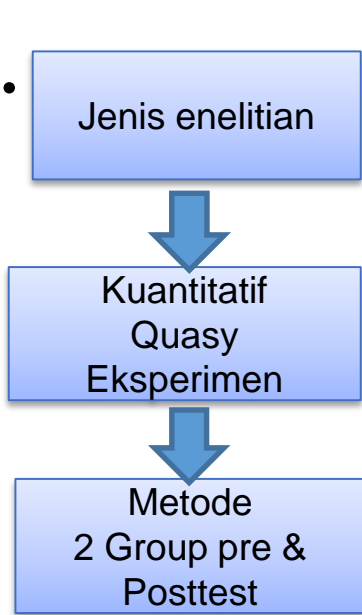 • Jenis enelitian
Kuantitatif
Quasy
Eksperimen
Metode
2 Group pre &
Posttest